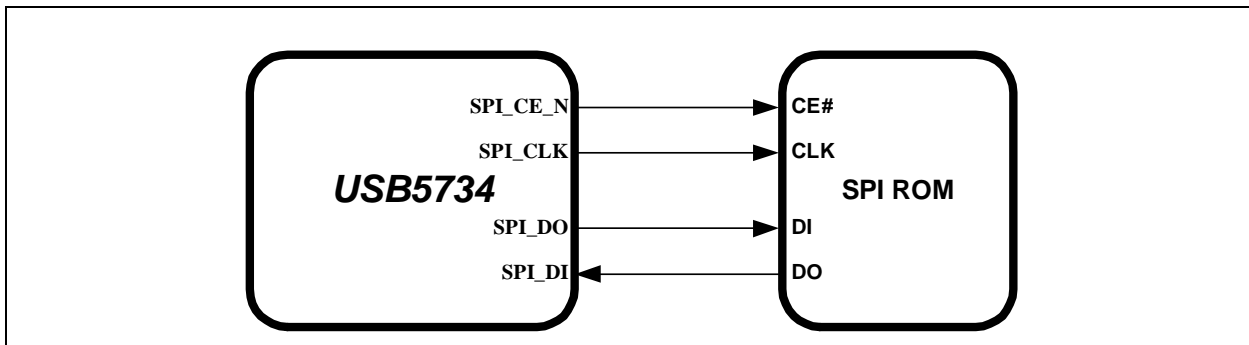 SPI_CE_N CE#
SPI_CLK CLK
USB5734 SPI ROM
SPI_DO DI
SPI_DI DO